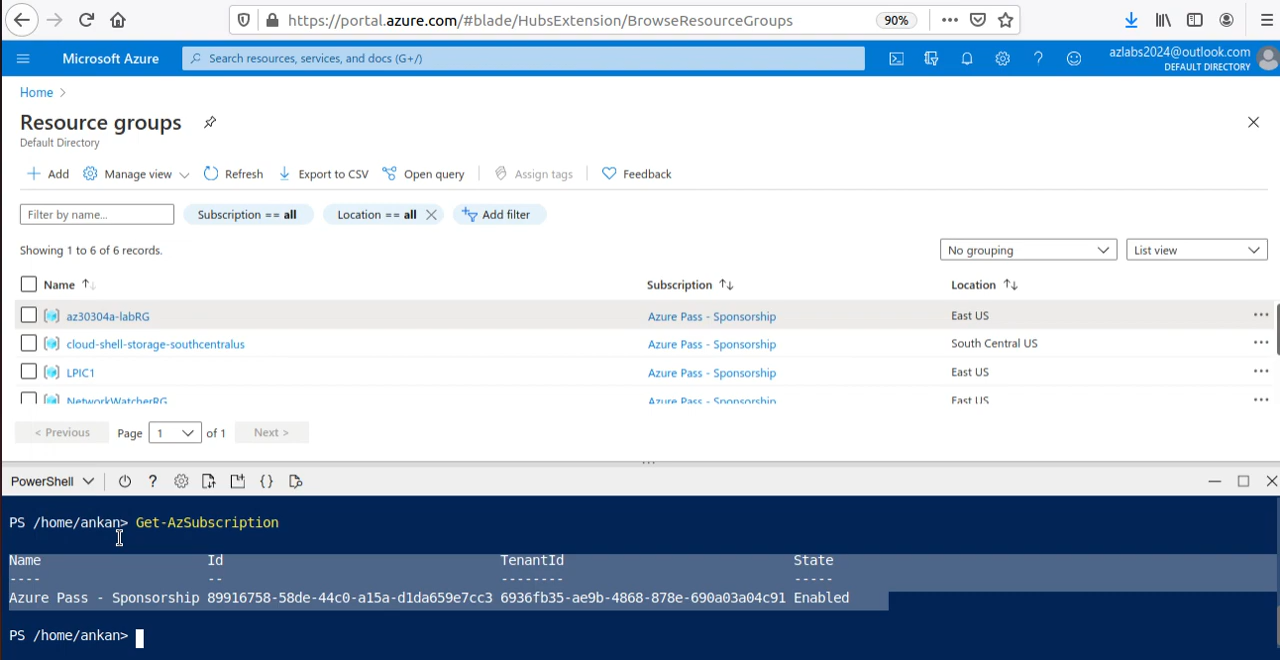 https://portal.azure.com/#blade/HubsExtension/BrowseResourceGroups 90%
Microsoft Azure Search resources, services, and docs (G+/) azlabs2024@outlook.com
DEFAULT DIRECTORY
Home >
Resource groups
Default Directory
Add Manage view Refresh Export to CSV Open query Assign tags Feedback
Filter by name... Subscription == all Location == all Add filter
Showing 1 to 6 of 6 records. No grouping List view
Name Subscription Location
az30304a-labRG Azure Pass - Sponsorship East US
cloud-shell-storage-southcentralus Azure Pass - Sponsorship South Central US
LPIC1 Azure Pass - Sponsorship East US
NetworkWatcherRG Azure Pass - Sponsorship East US
< Previous Page 1 of 1 Next >
PowerShell
PS /home/ankan> Get-AzSubscription
Name Id TenantId State
---- -- -------- -----
Azure Pass - Sponsorship 89916758-58de-44c0-a15a-d1da659e7cc3 6936fb35-ae9b-4868-878e-690a03a04c91 Enabled
PS /home/ankan>